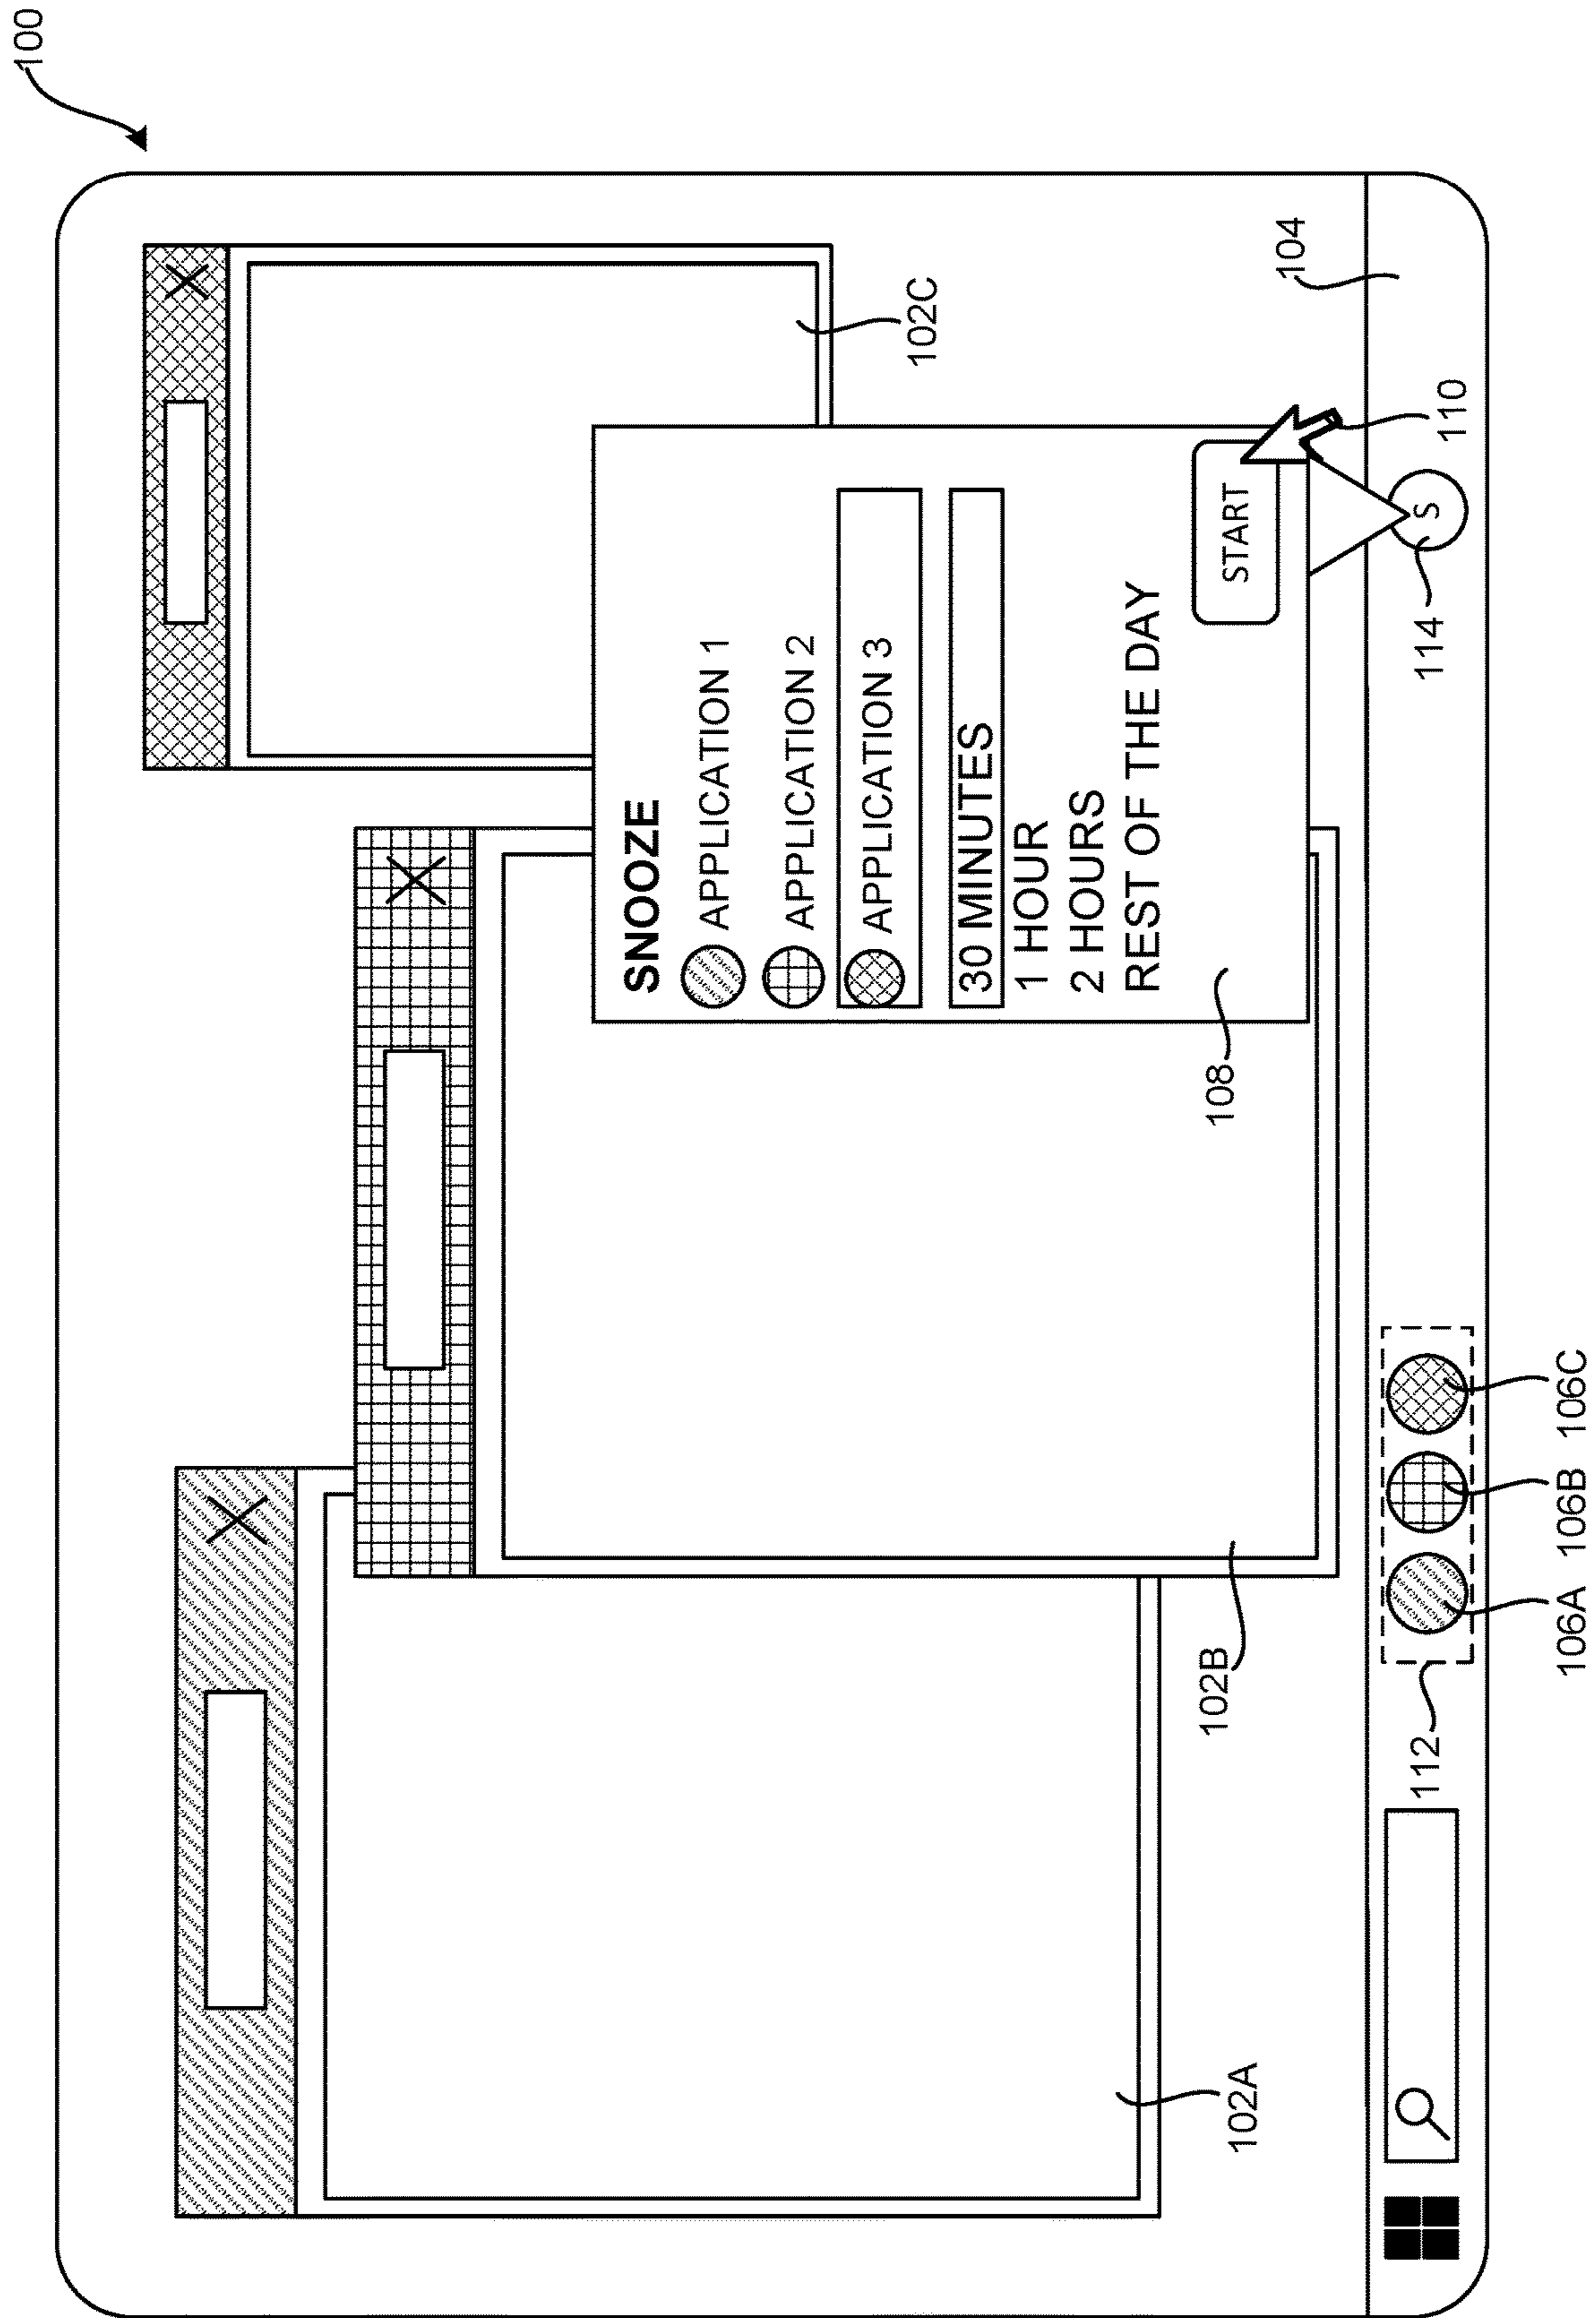 100
102C
SNOOZE
APPLICATION 1
APPLICATION 2
APPLICATION 3
30 MINUTES
1 HOUR
2 HOURS
REST OF THE DAY
START
108
102B
102A
104
110
S
114
112
106A 106B 106C